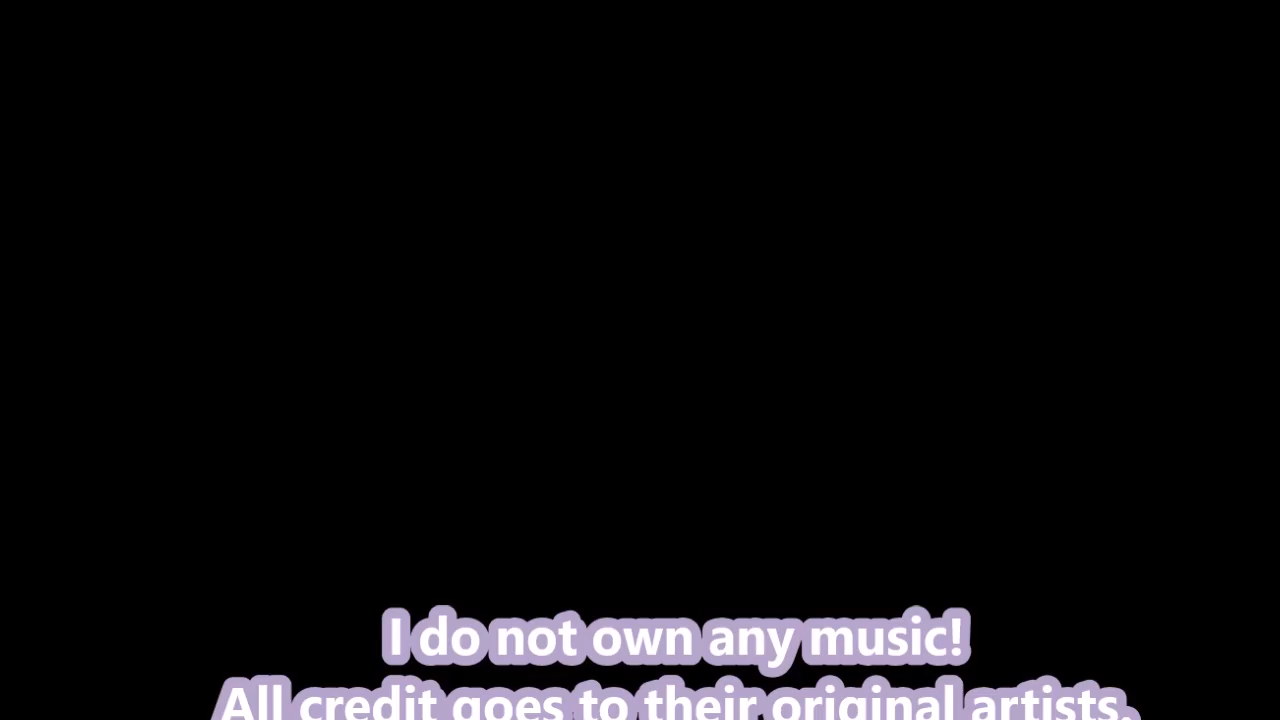 I do not own any music!
All credit goes to their original artists.